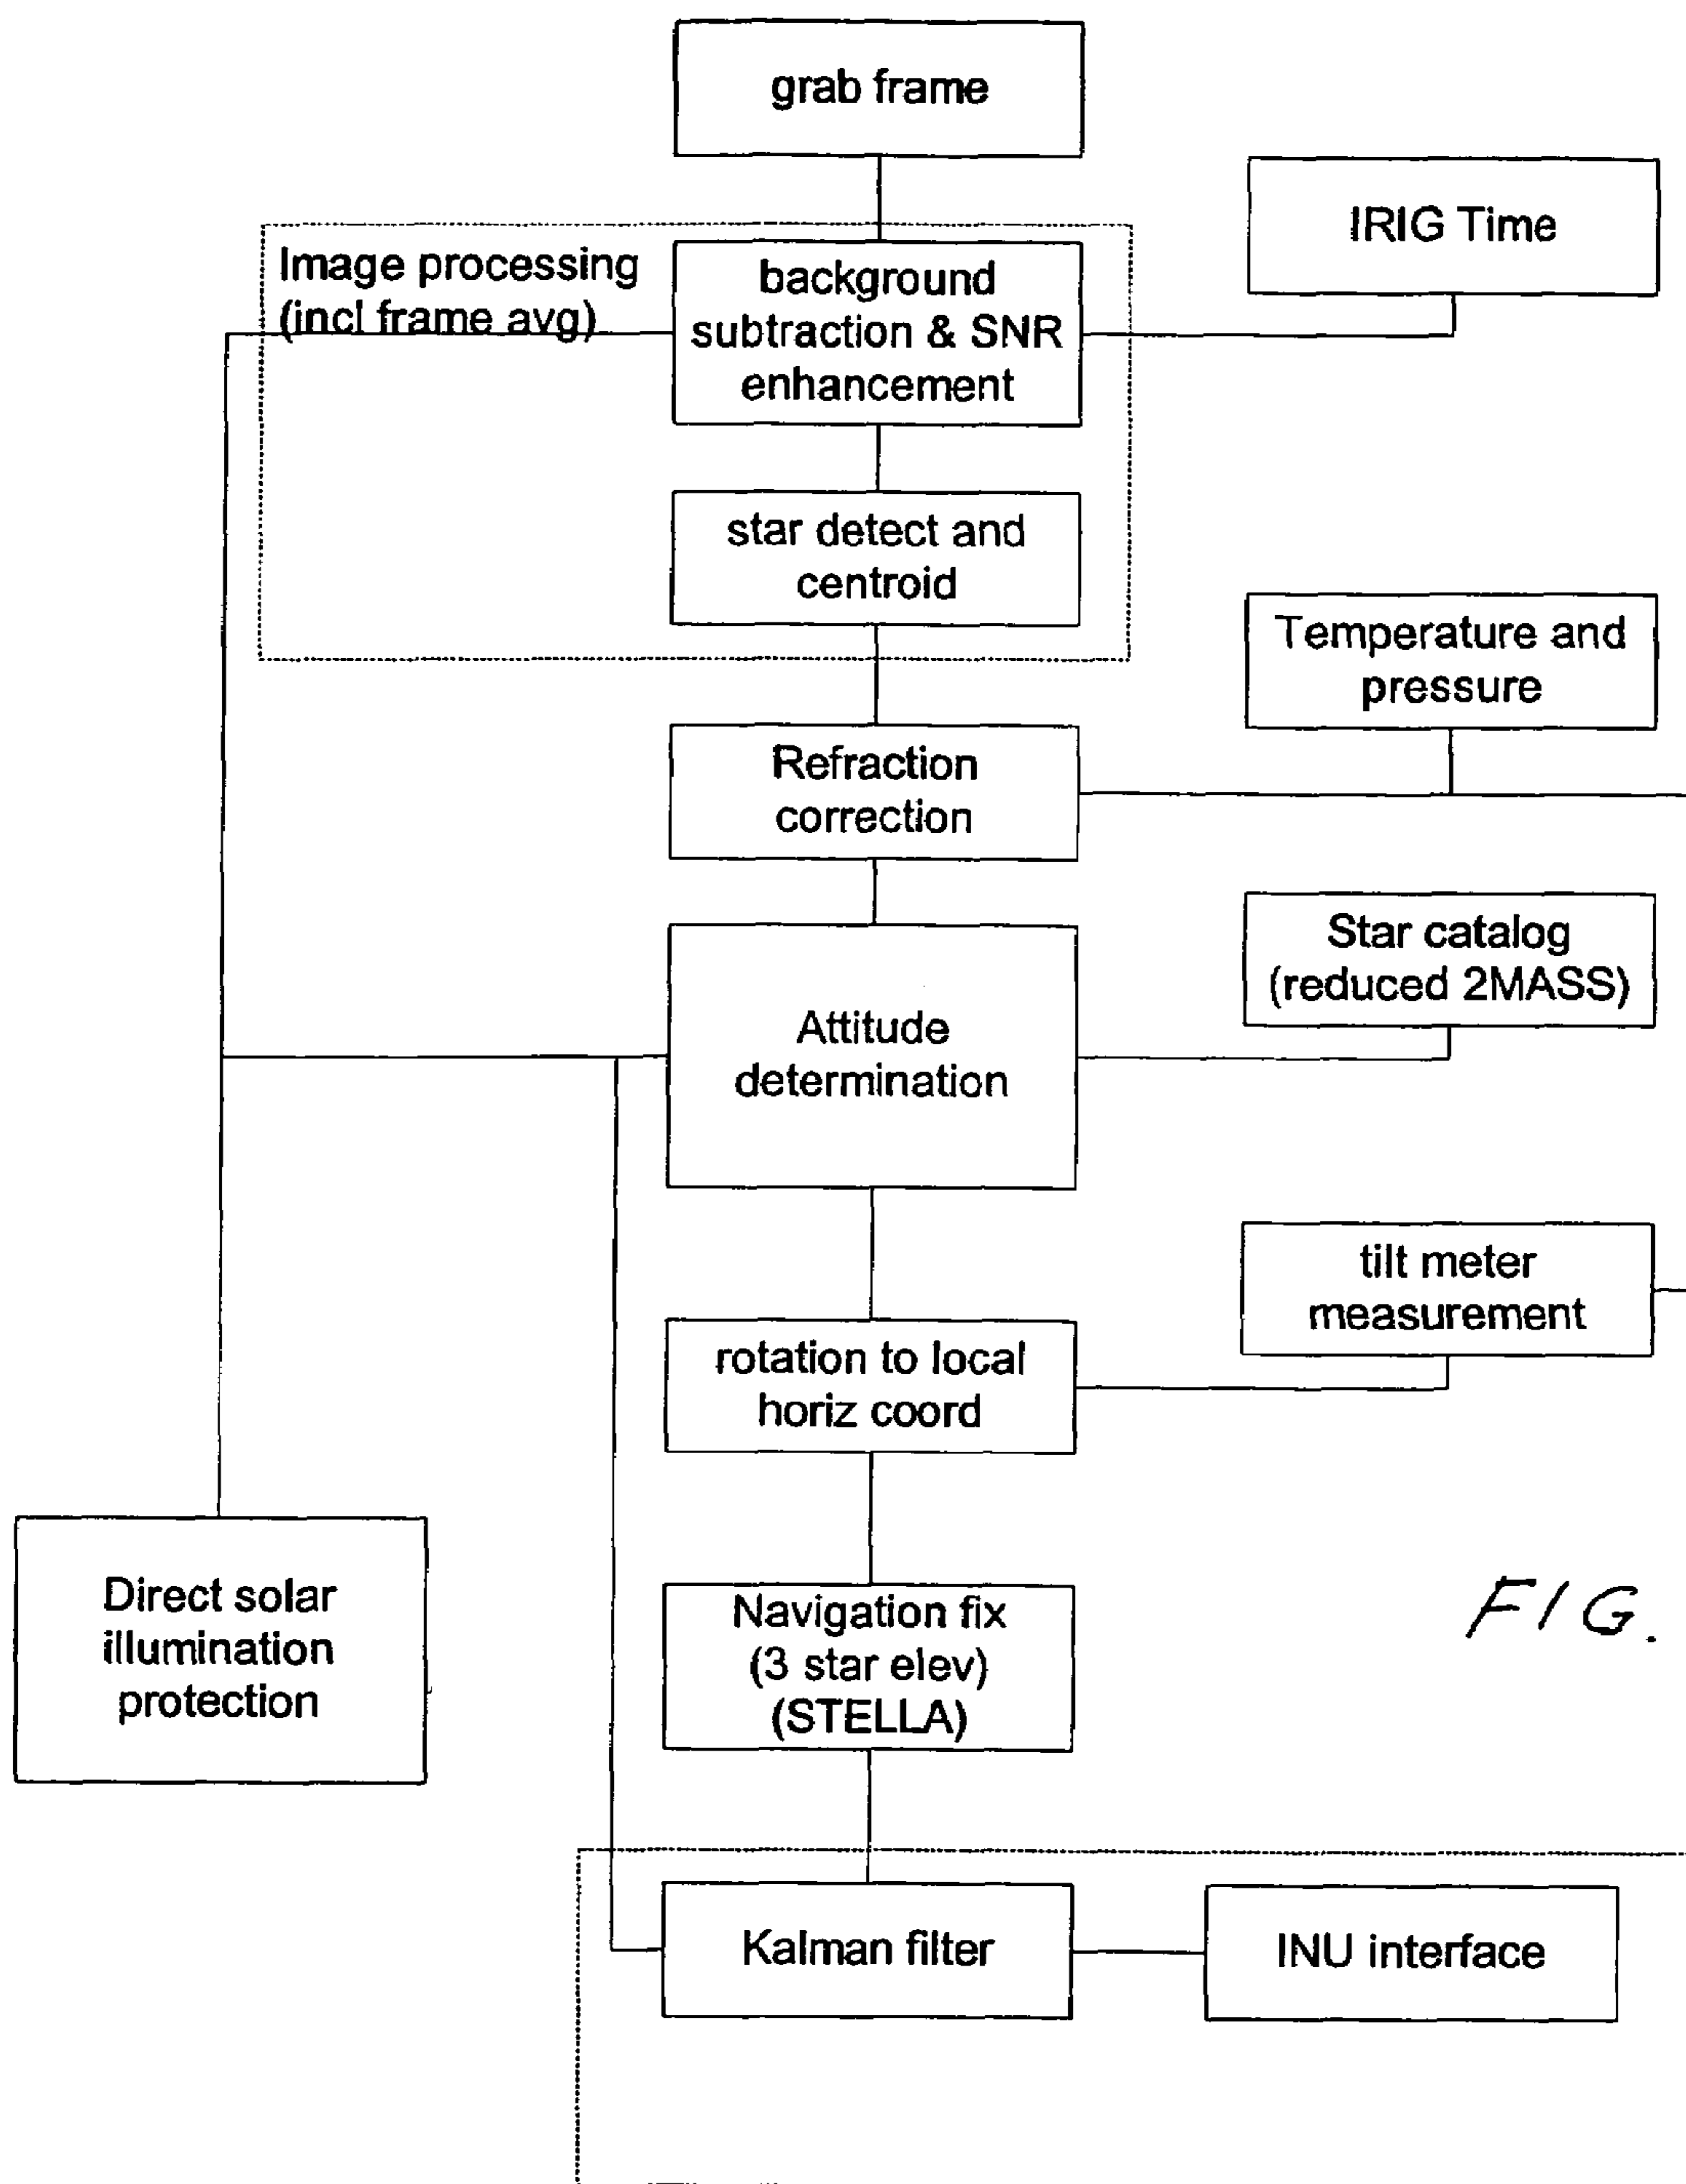 grab frame
IRIG Time
Image processing
(incl frame avg)
background
subtraction & SNR
enhancement
star detect and
centroid
Temperature and
pressure
Refraction
correction
Star catalog
(reduced 2MASS)
Attitude
determination
tilt meter
measurement
rotation to local
horiz coord
Direct solar
illumination
protection
Navigation fix
(3 star elev)
(STELLA)
FIG.
Kalman filter
INU interface